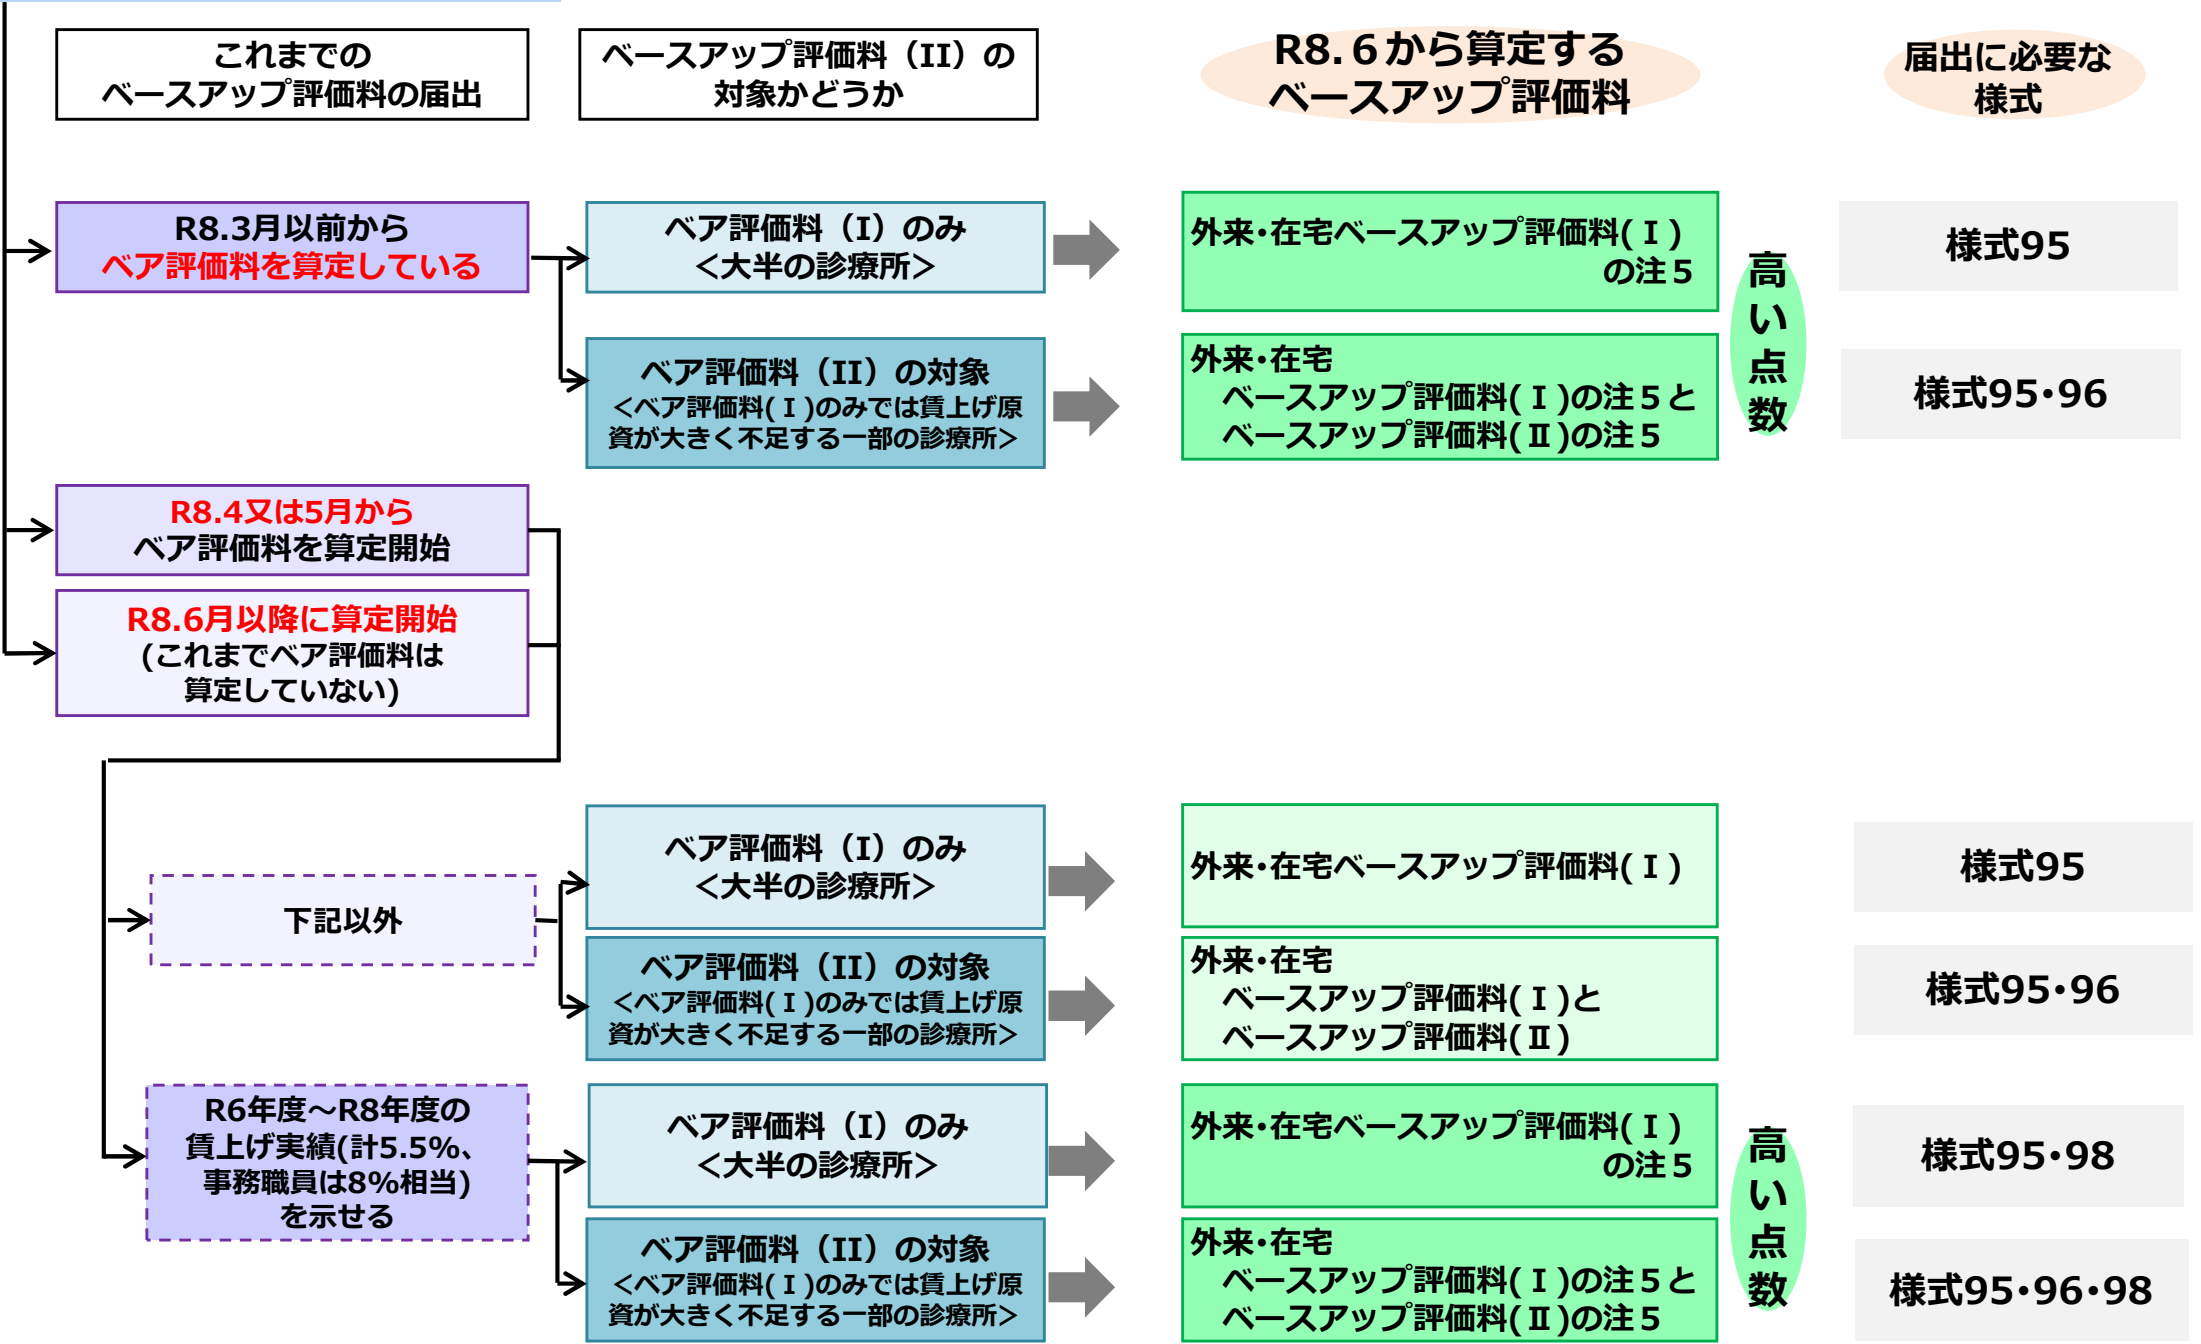 これまでの
ベースアップ評価料の届出
ベースアップ評価料（II）の
対象かどうか
R8.６から算定する
ベースアップ評価料
届出に必要な
様式
R8.3月以前から
ベア評価料を算定している
ベア評価料（I）のみ
＜大半の診療所＞
外来･在宅ベースアップ評価料(Ⅰ)
の注５
様式95
高い点数
ベア評価料（II）の対象
＜ベア評価料(Ⅰ)のみでは賃上げ原
資が大きく不足する一部の診療所＞
外来･在宅
ベースアップ評価料(Ⅰ)の注５と
ベースアップ評価料(Ⅱ)の注５
様式95･96
R8.4又は5月から
ベア評価料を算定開始
R8.6月以降に算定開始
(これまでベア評価料は
算定していない)
下記以外
ベア評価料（I）のみ
＜大半の診療所＞
外来･在宅ベースアップ評価料(Ⅰ)
様式95
ベア評価料（II）の対象
＜ベア評価料(Ⅰ)のみでは賃上げ原
資が大きく不足する一部の診療所＞
外来･在宅
ベースアップ評価料(Ⅰ)と
ベースアップ評価料(Ⅱ)
様式95･96
R6年度～R8年度の
賃上げ実績(計5.5%、
事務職員は8%相当)
を示せる
ベア評価料（I）のみ
＜大半の診療所＞
外来･在宅ベースアップ評価料(Ⅰ)
の注５
様式95･98
高い点数
ベア評価料（II）の対象
＜ベア評価料(Ⅰ)のみでは賃上げ原
資が大きく不足する一部の診療所＞
外来･在宅
ベースアップ評価料(Ⅰ)の注５と
ベースアップ評価料(Ⅱ)の注５
様式95･96･98